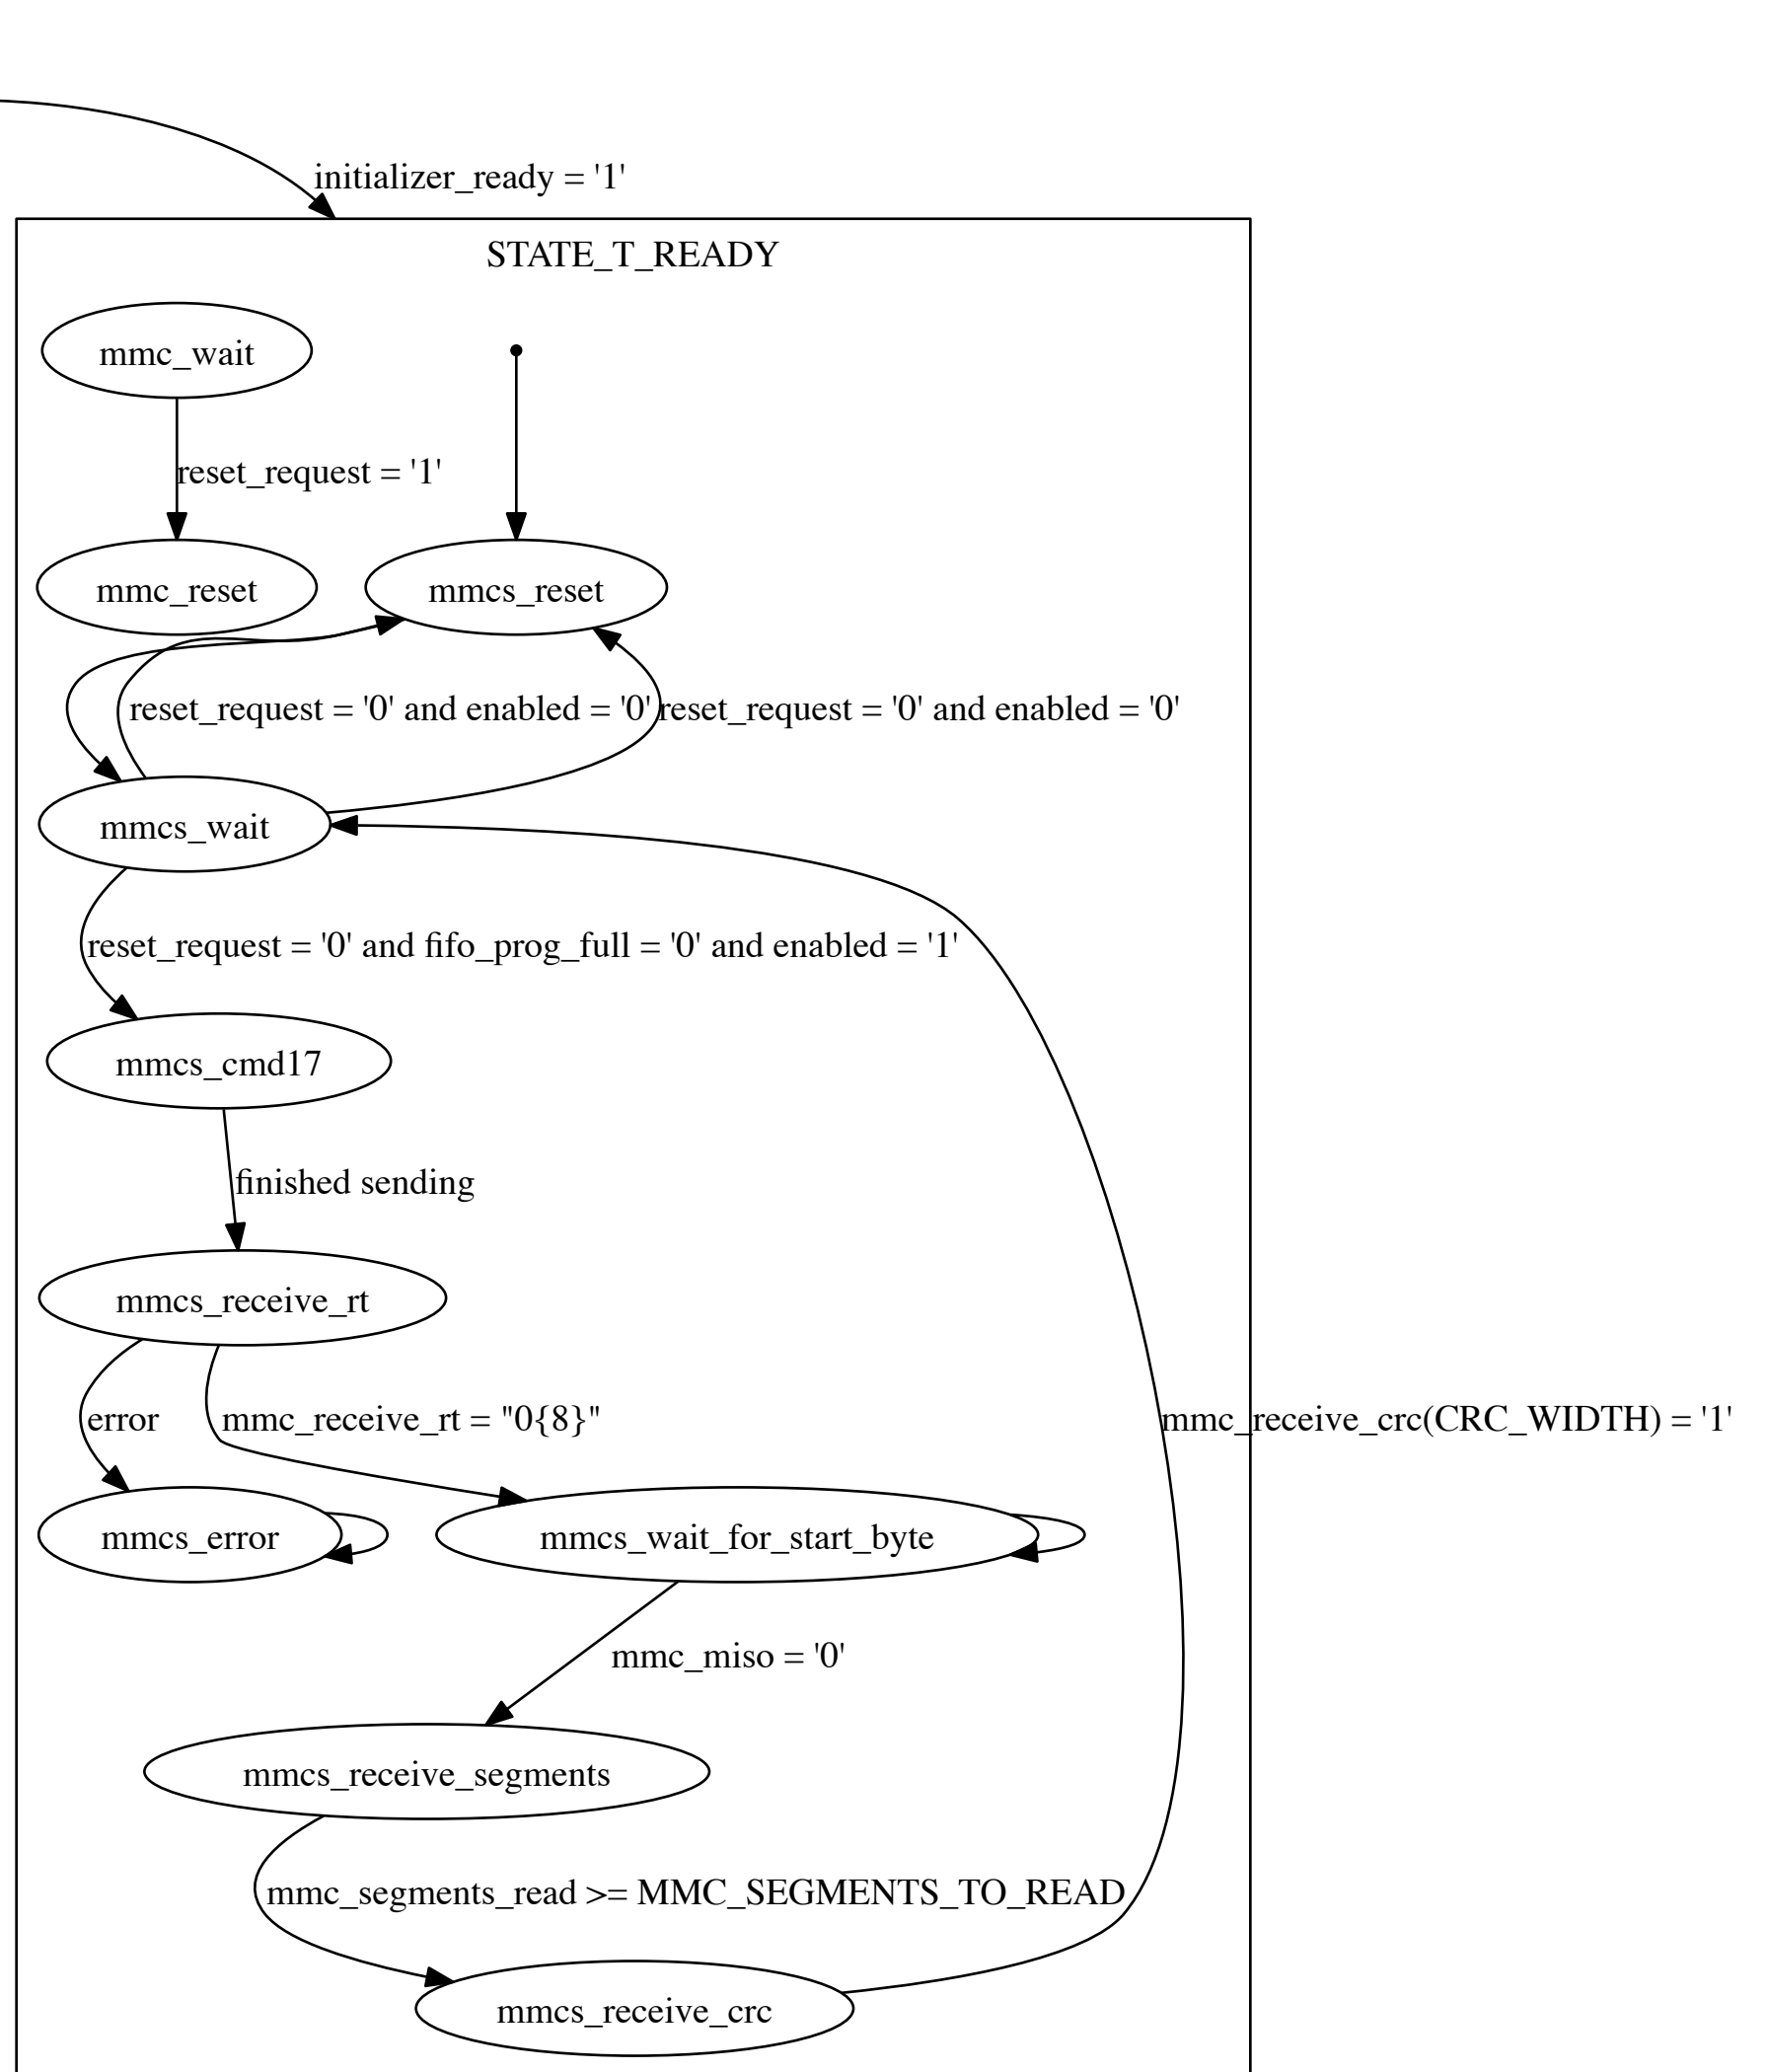 initializer_ready = '1'
STATE_T_READY
mmc_wait
reset_request = '1'
mmc_reset
mmcs_reset
reset_request = '0' and enabled = '0'
reset_request = '0' and enabled = '0'
mmcs_wait
reset_request = '0' and fifo_prog_full = '0' and enabled = '1'
mmcs_cmd17
finished sending
mmcs_receive_rt
error
mmc_receive_rt = "0{8}"
mmc_receive_crc(CRC_WIDTH) = '1'
mmcs_error
mmcs_wait_for_start_byte
mmc_miso = '0'
mmcs_receive_segments
mmc_segments_read >= MMC_SEGMENTS_TO_READ
mmcs_receive_crc